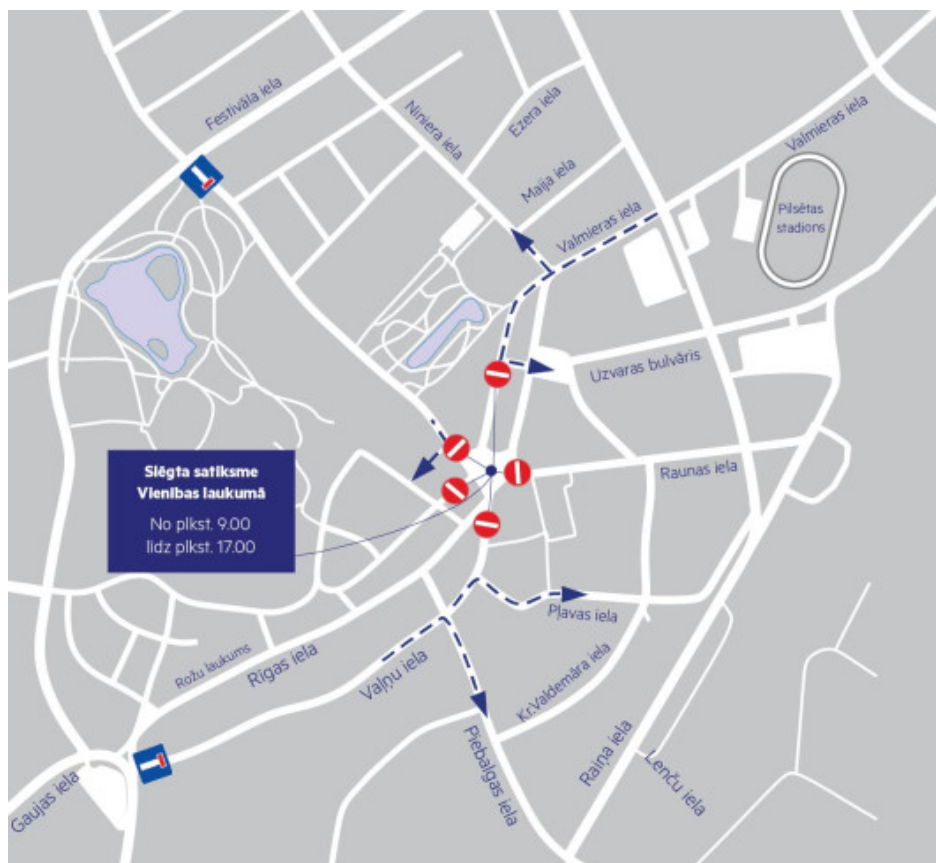 Festivāla iela
Niniera iela
Ezera iela
Maija iela
Valmieras iela
Valmieras iela
Pilsētas
stadions
Uzvaras bulvāris
Raunas iela
Slēgta satiksme
Vienības laukumā
No plkst. 9.00
līdz plkst. 17.00
Pļavas iela
Rožu laukums
Rīgas iela
Vaļņu iela
Kr.Valdemāra iela
Piebalgas iela
Raiņa iela
Lenču iela
Gaujas iela